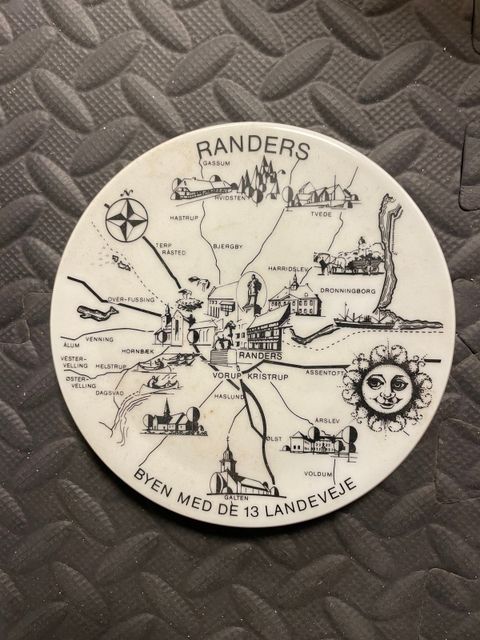 RANDERS
GASSUM
HVIDSTEN
TVEDE
HASTRUP
BJERGBY
N
TERP
RÅSTED
HARRIDSLEV
DRONNINGBORG
OVER-FUSSING
VENNING
ÅLUM
HORNBÆK
VESTER-
VELLING
HELSTRUP
ØSTER-
VELLING
DAGSVAD
RANDERS
VORUP
KRISTRUP
ASSENTOFT
HASLUND
ÅRSLEV
ØLST
VOLDUM
GALTEN
BYEN MED DE 13 LANDEVEJE